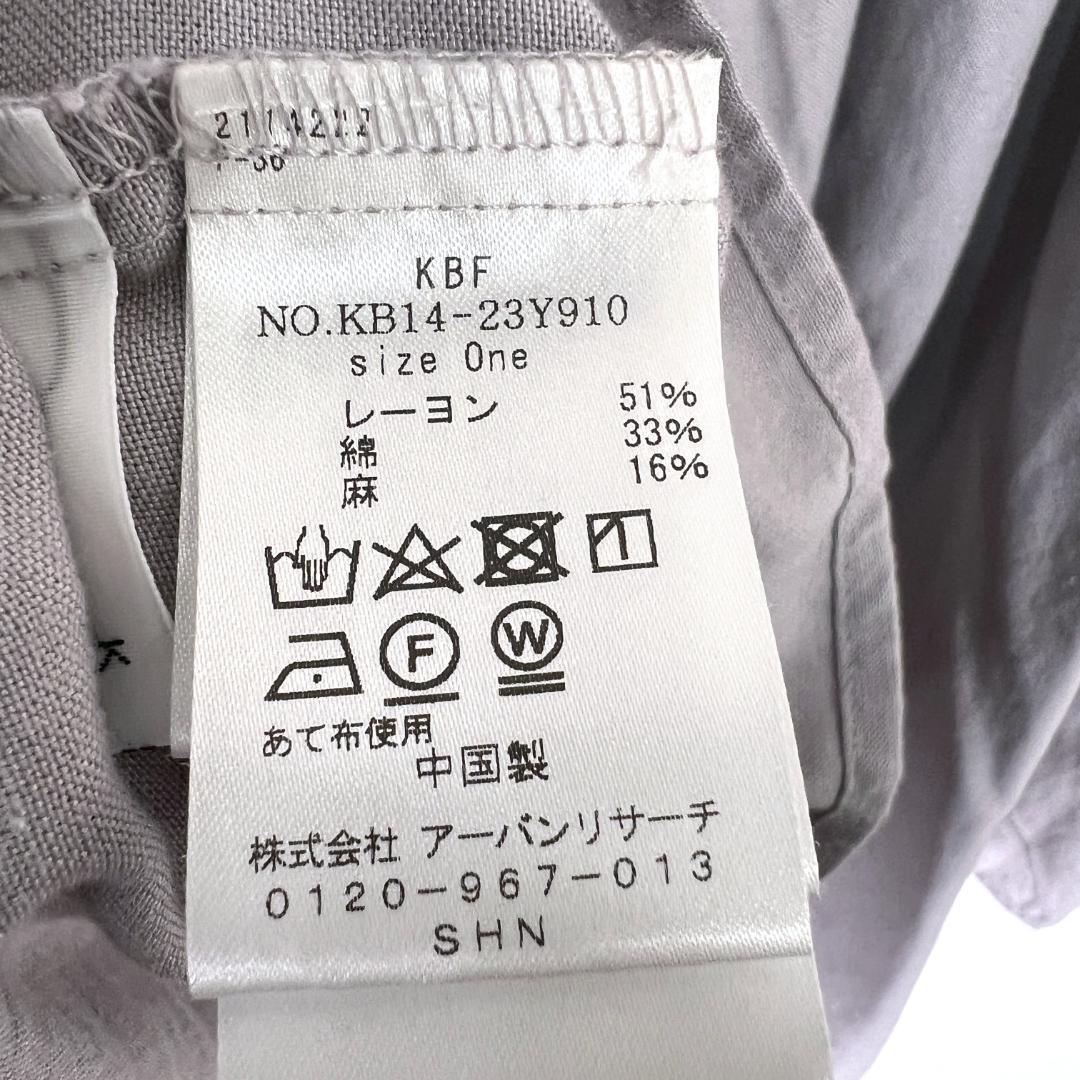 KBF
NO.KB14-23Y910
size One
レーヨン 51%
綿 33%
麻 16%
F W
あて布使用
中国製
株式会社 アーバンリサーチ
0120-967-013
SHN